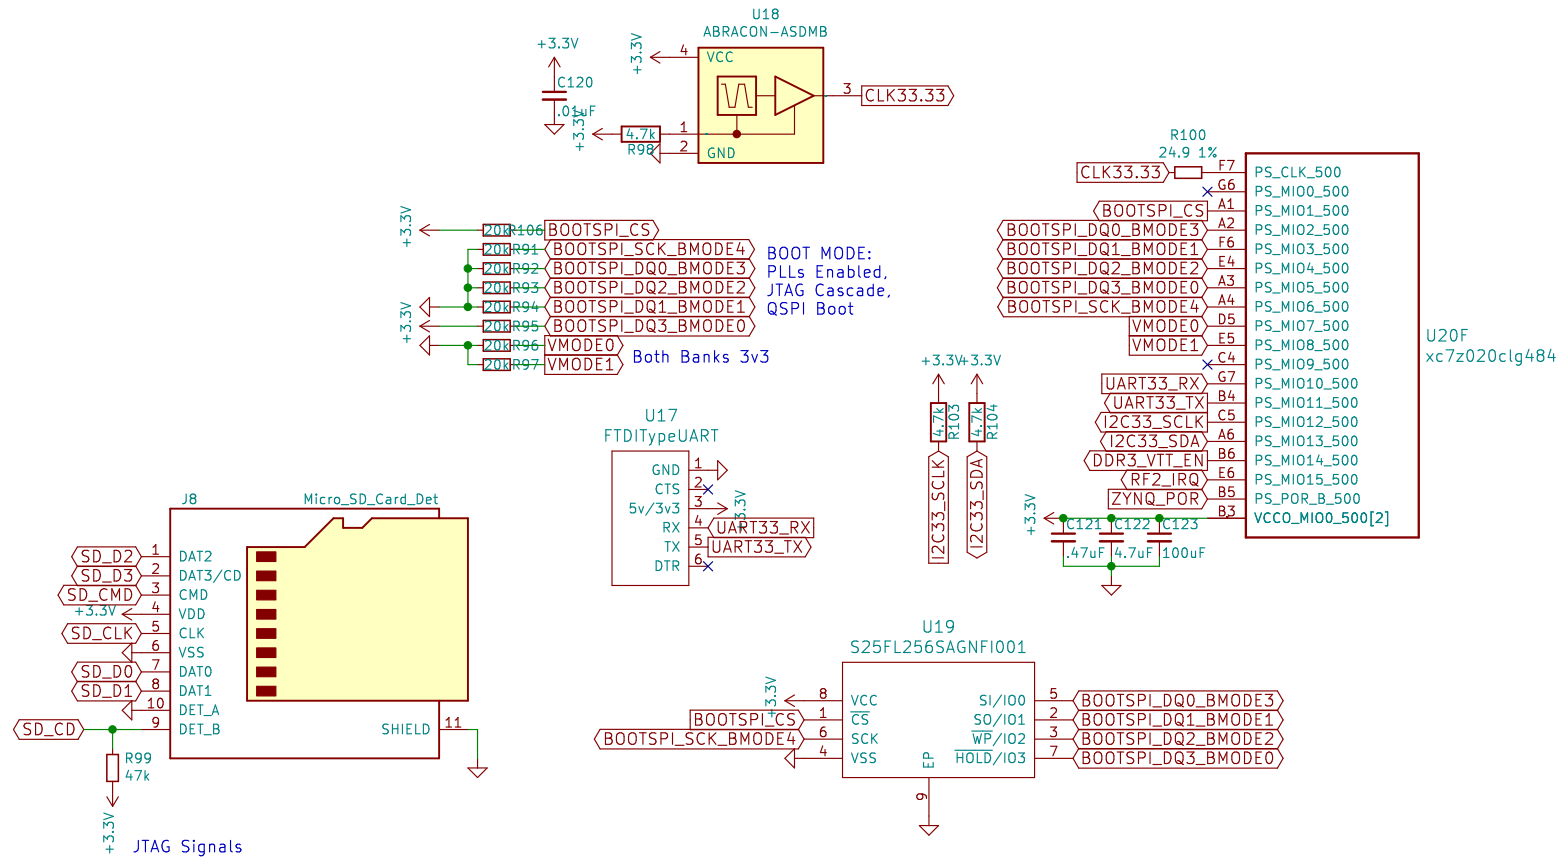 U18
ABRACON-ASDMB
+3.3V
C120
.01uF
+3.3V
4
VCC
3
CLK33.33
+3.3V
4.7k
R98
1
2
GND
+3.3V
20k
R106
BOOTSPI_CS
20k
R91
BOOTSPI_SCK_BMODE4
20k
R92
BOOTSPI_DQ0_BMODE3
20k
R93
BOOTSPI_DQ2_BMODE2
20k
R94
BOOTSPI_DQ1_BMODE1
+3.3V
20k
R95
BOOTSPI_DQ3_BMODE0
20k
R96
VMODE0
20k
R97
VMODE1
BOOT MODE:
PLLs Enabled,
JTAG Cascade,
QSPI Boot
Both Banks 3v3
R100
24.9 1%
CLK33.33
F7
PS_CLK_500
G6
PS_MIO0_500
BOOTSPI_CS
A1
PS_MIO1_500
BOOTSPI_DQ0_BMODE3
A2
PS_MIO2_500
BOOTSPI_DQ1_BMODE1
F6
PS_MIO3_500
BOOTSPI_DQ2_BMODE2
E4
PS_MIO4_500
BOOTSPI_DQ3_BMODE0
A3
PS_MIO5_500
BOOTSPI_SCK_BMODE4
A4
PS_MIO6_500
VMODE0
D5
PS_MIO7_500
VMODE1
E5
PS_MIO8_500
C4
PS_MIO9_500
UART33_RX
G7
PS_MIO10_500
UART33_TX
B4
PS_MIO11_500
I2C33_SCLK
C5
PS_MIO12_500
I2C33_SDA
A6
PS_MIO13_500
DDR3_VTT_EN
B6
PS_MIO14_500
RF2_IRQ
E6
PS_MIO15_500
ZYNQ_POR
B5
PS_POR_B_500
B3
VCCO_MIO0_500[2]
U20F
xc7z020clg484
+3.3V
C121
.47uF
C122
4.7uF
C123
100uF
+3.3V
4.7k
R103
I2C33_SCLK
+3.3V
4.7k
R104
I2C33_SDA
U17
FTDITypeUART
GND
1
CTS
2
5v/3v3
3
+3.3V
RX
4
UART33_RX
TX
5
UART33_TX
DTR
6
J8
Micro_SD_Card_Det
SD_D2
1
DAT2
SD_D3
2
DAT3/CD
SD_CMD
3
CMD
+3.3V
4
VDD
SD_CLK
5
CLK
6
VSS
SD_D0
7
DAT0
SD_D1
8
DAT1
10
DET_A
SD_CD
9
DET_B
SHIELD
11
R99
47k
+3.3V
JTAG Signals
U19
S25FL256SAGNFI001
+3.3V
8
VCC
BOOTSPI_CS
1
CS
BOOTSPI_SCK_BMODE4
6
SCK
4
VSS
SI/IO0
5
BOOTSPI_DQ0_BMODE3
SO/IO1
2
BOOTSPI_DQ1_BMODE1
WP/IO2
3
BOOTSPI_DQ2_BMODE2
HOLD/IO3
7
BOOTSPI_DQ3_BMODE0
EP
9